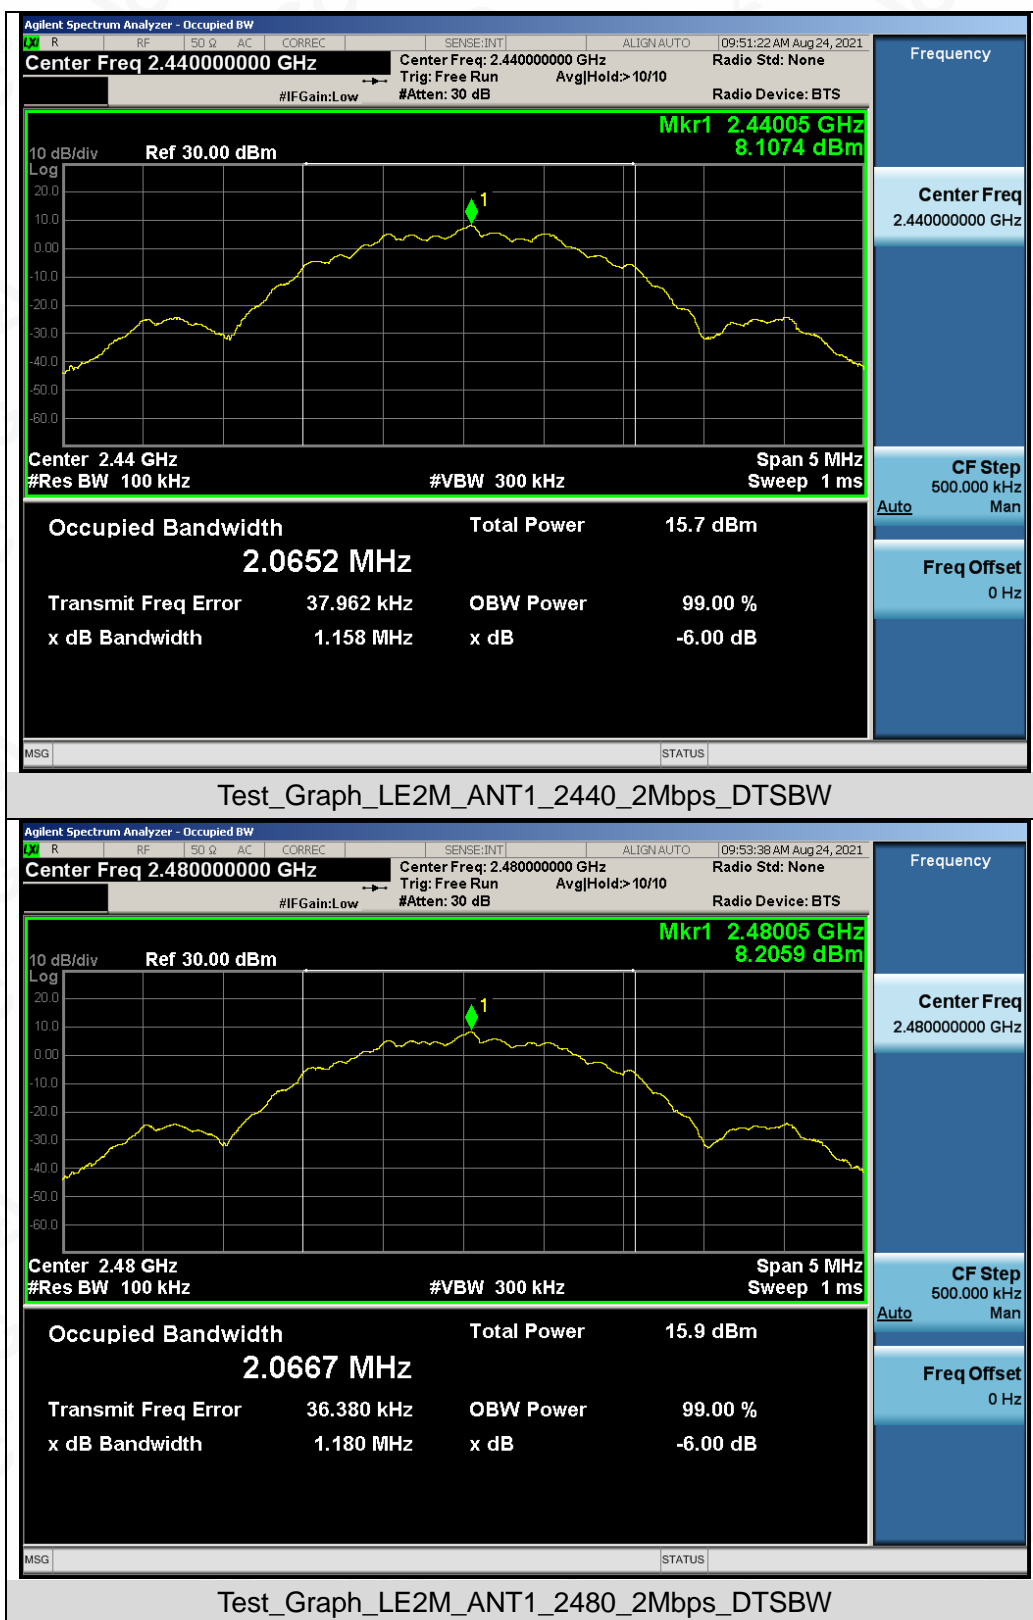 Agilent Spectrum Analyzer - Occupied BW
LXI R RF 50 Ω AC CORREC SENSE:INT ALIGN AUTO 09:51:22 AM Aug 24, 2021
Center Freq 2.440000000 GHz
Center Freq: 2.440000000 GHz Radio Std: None
Trig: Free Run Avg|Hold:> 10/10
#IFGain:Low #Atten: 30 dB Radio Device: BTS
Frequency
Mkr1 2.44005 GHz
8.1074 dBm
10 dB/div Ref 30.00 dBm
Log
20.0
10.0
0.00
-10.0
-20.0
-30.0
-40.0
-50.0
-60.0
1
Center 2.44 GHz Span 5 MHz
#Res BW 100 kHz #VBW 300 kHz Sweep 1 ms
Center Freq
2.440000000 GHz
CF Step
500.000 kHz
Auto Man
Freq Offset
0 Hz
Occupied Bandwidth Total Power 15.7 dBm
2.0652 MHz
Transmit Freq Error 37.962 kHz OBW Power 99.00 %
x dB Bandwidth 1.158 MHz x dB -6.00 dB
MSG STATUS
Test_Graph_LE2M_ANT1_2440_2Mbps_DTSBW
Agilent Spectrum Analyzer - Occupied BW
LXI R RF 50 Ω AC CORREC SENSE:INT ALIGN AUTO 09:53:38 AM Aug 24, 2021
Center Freq 2.480000000 GHz
Center Freq: 2.480000000 GHz Radio Std: None
Trig: Free Run Avg|Hold:> 10/10
#IFGain:Low #Atten: 30 dB Radio Device: BTS
Frequency
Mkr1 2.48005 GHz
8.2059 dBm
10 dB/div Ref 30.00 dBm
Log
20.0
10.0
0.00
-10.0
-20.0
-30.0
-40.0
-50.0
-60.0
1
Center 2.48 GHz Span 5 MHz
#Res BW 100 kHz #VBW 300 kHz Sweep 1 ms
Center Freq
2.480000000 GHz
CF Step
500.000 kHz
Auto Man
Freq Offset
0 Hz
Occupied Bandwidth Total Power 15.9 dBm
2.0667 MHz
Transmit Freq Error 36.380 kHz OBW Power 99.00 %
x dB Bandwidth 1.180 MHz x dB -6.00 dB
MSG STATUS
Test_Graph_LE2M_ANT1_2480_2Mbps_DTSBW